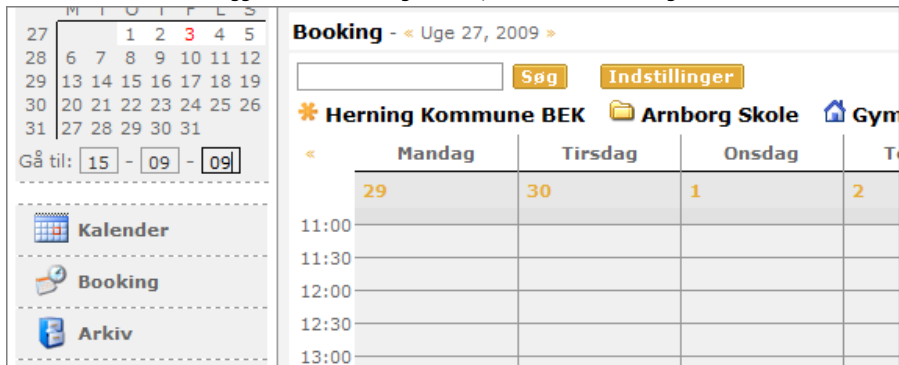 M T O T F L S
27 1 2 3 4 5
28 6 7 8 9 10 11 12
29 13 14 15 16 17 18 19
30 20 21 22 23 24 25 26
31 27 28 29 30 31
Gå til: 15 - 09 - 09
Kalender
Booking
Arkiv
Booking - « Uge 27, 2009 »
Søg Indstillinger
Herning Kommune BEK Arnborg Skole Gym
« Mandag Tirsdag Onsdag
29 30 1 2
11:00
11:30
12:00
12:30
13:00